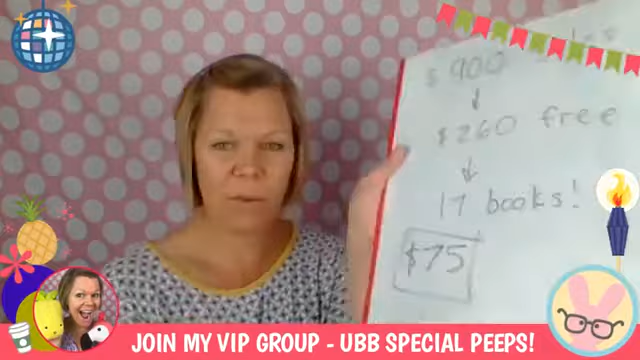 $900
$260 free
17 books!
$75
JOIN MY VIP GROUP - UBB SPECIAL PEEPS!